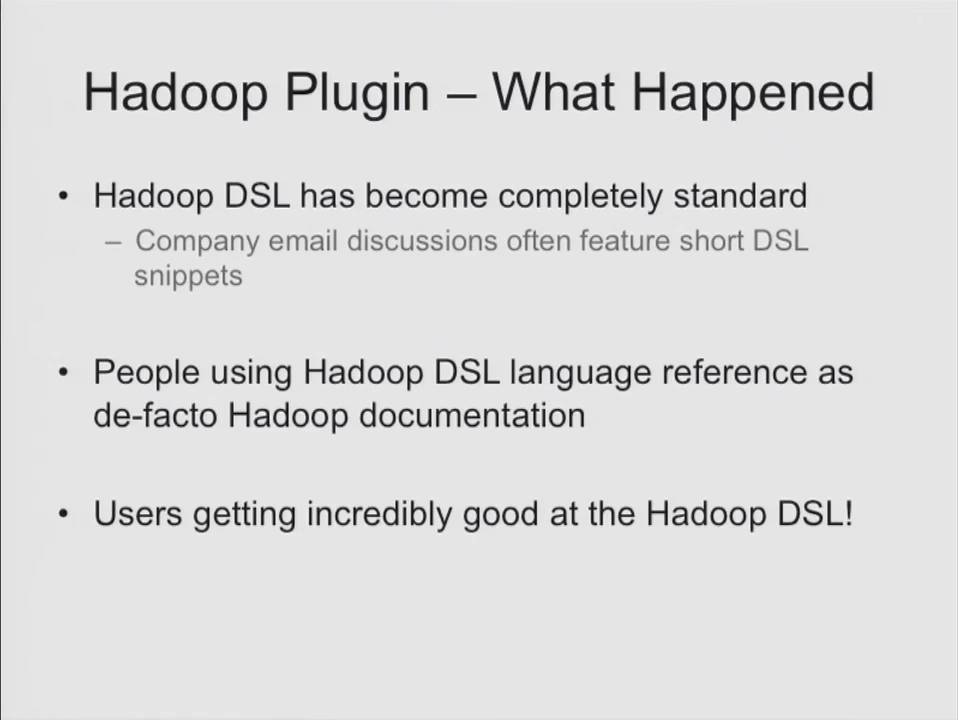 Hadoop Plugin – What Happened
• Hadoop DSL has become completely standard
– Company email discussions often feature short DSL
snippets
• People using Hadoop DSL language reference as
de-facto Hadoop documentation
• Users getting incredibly good at the Hadoop DSL!